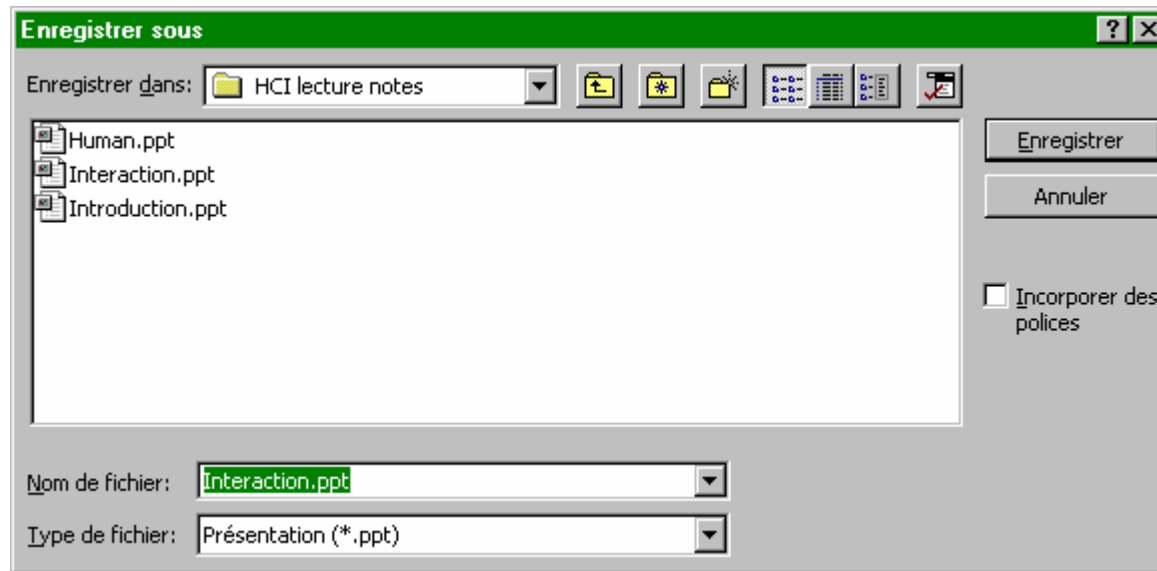 Enregistrer sous
Enregistrer dans: HCI lecture notes
Human.ppt
Interaction.ppt
Introduction.ppt
Enregistrer
Annuler
Incorporer des
polices
Nom de fichier: Interaction.ppt
Type de fichier: Présentation (*.ppt)